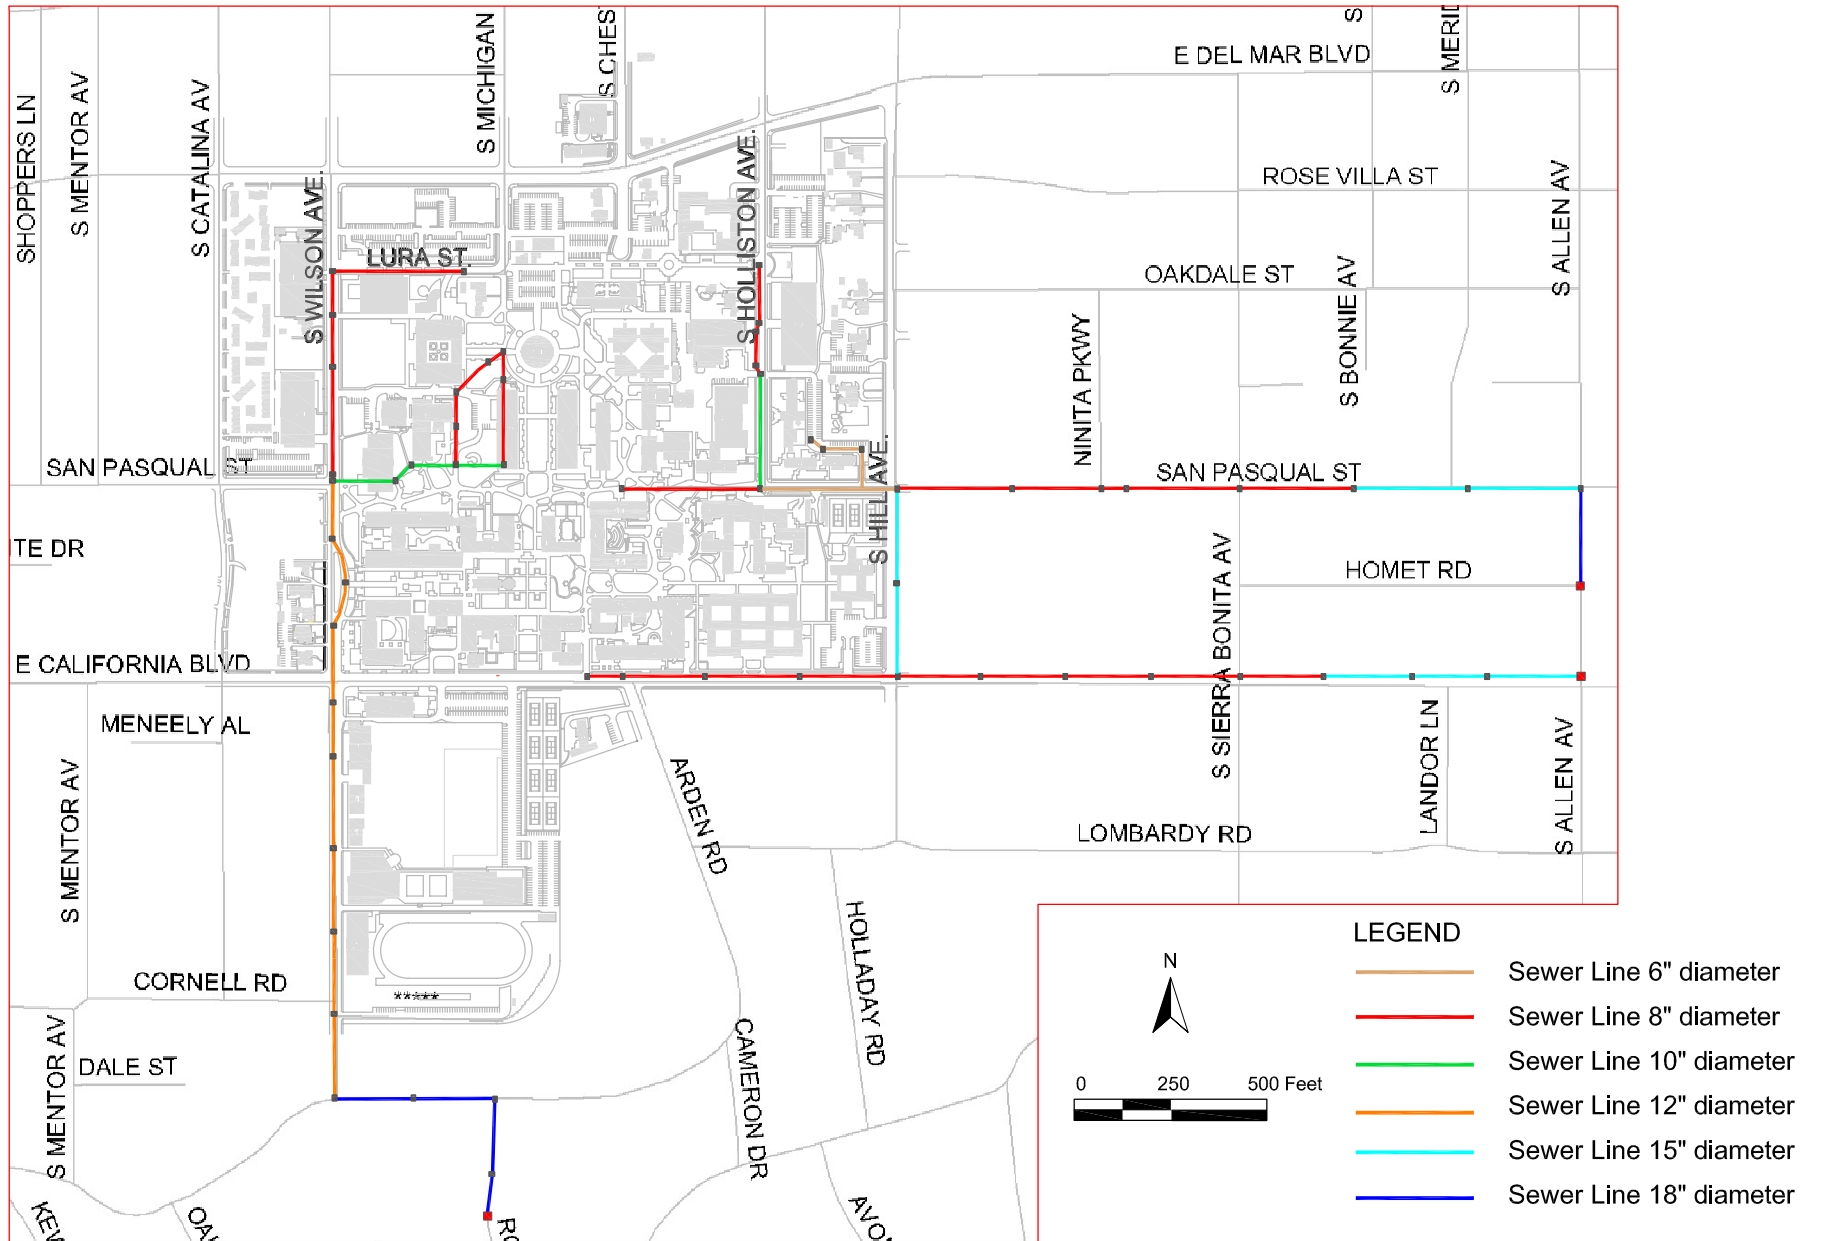 S
S MERID
S MICHIGAN
S CHES
E DEL MAR BLVD
SHOPPERS LN
S MENTOR AV
S CATALINA AV
S WILSON AVE.
S HOLLISTON AVE.
ROSE VILLA ST
S ALLEN AV
LURA ST.
OAKDALE ST
S BONNIE AV
NINITA PKWY
SAN PASQUAL ST
SAN PASQUAL ST
S HILL AVE.
ITE DR
HOMET RD
S SIERRA BONITA AV
E CALIFORNIA BLVD
MENEELY AL
S MENTOR AV
ARDEN RD
LANDOR LN
S ALLEN AV
LOMBARDY RD
HOLLADAY RD
CORNELL RD
*****
S MENTOR AV
DALE ST
CAMERON DR
KEW
OAK
RO
AVO
N
0 250 500 Feet
LEGEND
Sewer Line 6" diameter
Sewer Line 8" diameter
Sewer Line 10" diameter
Sewer Line 12" diameter
Sewer Line 15" diameter
Sewer Line 18" diameter